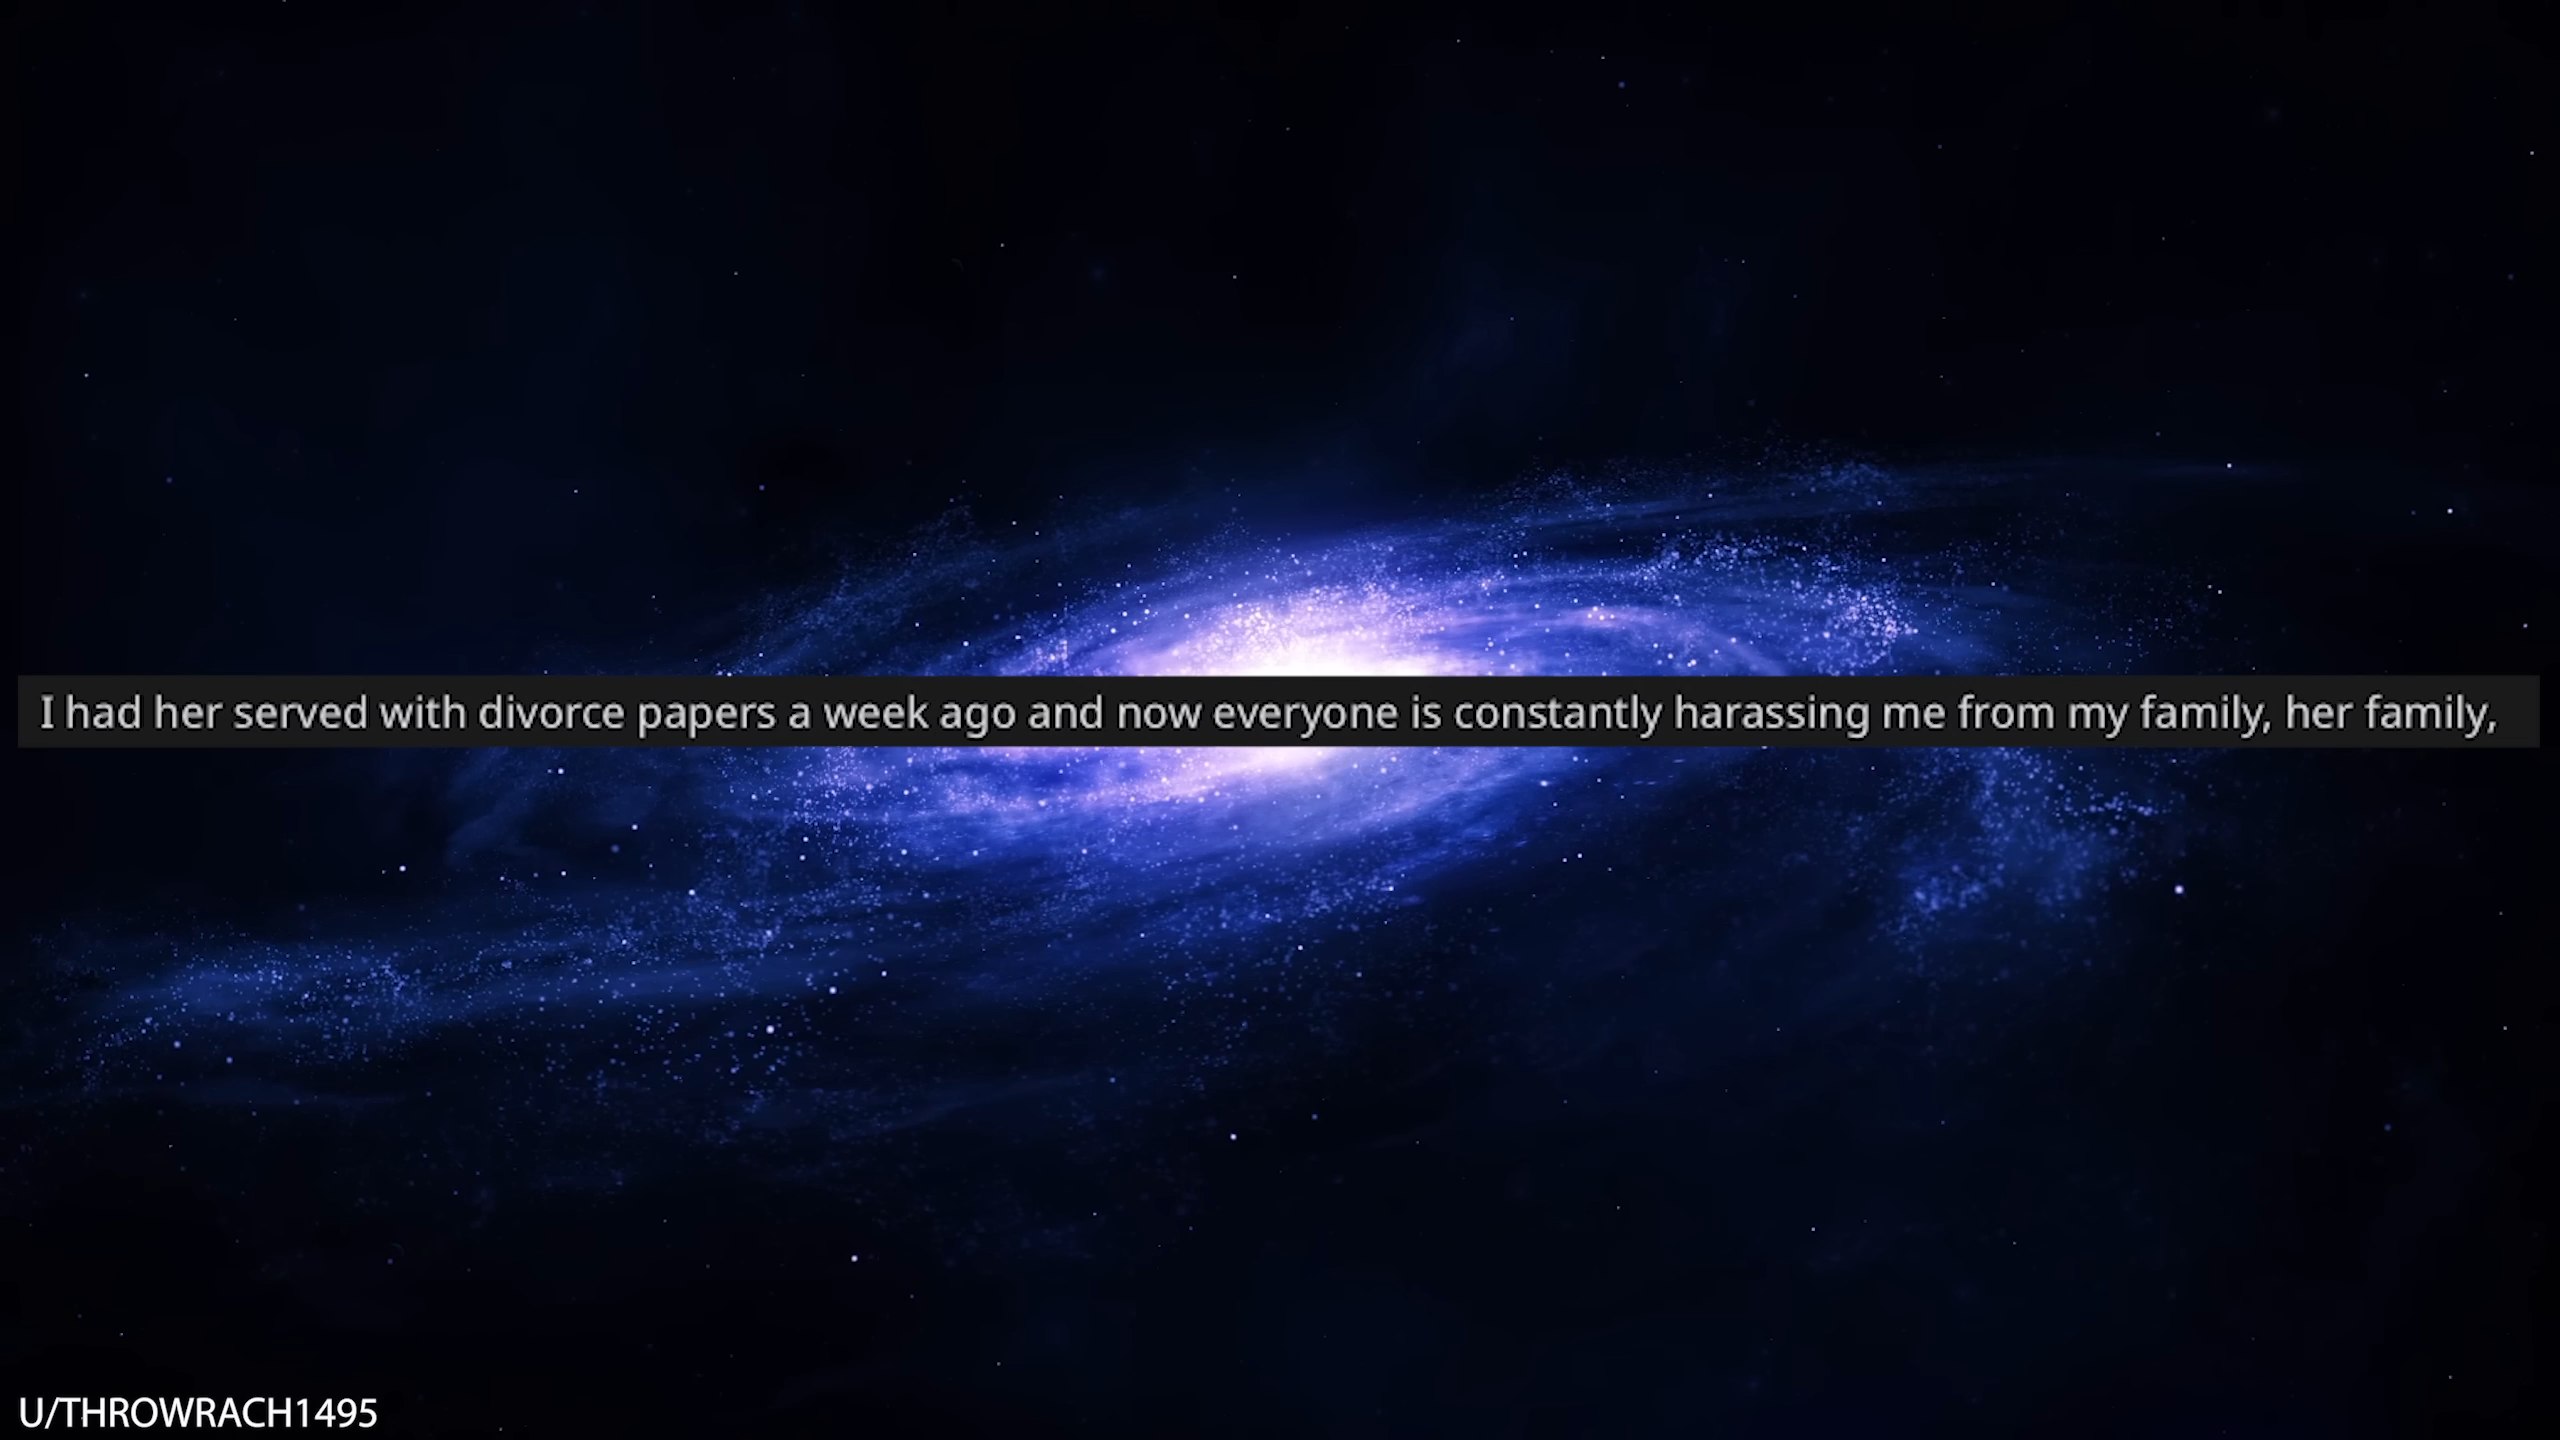 I had her served with divorce papers a week ago and now everyone is constantly harassing me from my family, her family,
U/THROWRACH1495